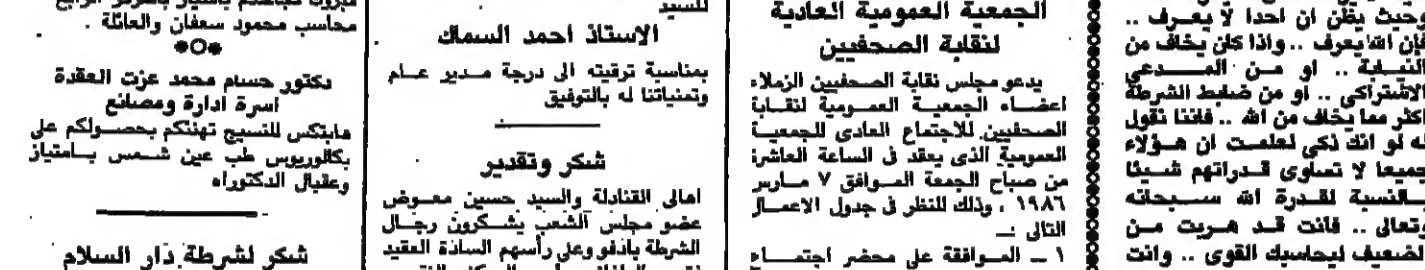 وحيث يظن ان احدا لا يعرف ..
فإن الله يعرف .. واذا كان يخاف من
النيابة .. او من المدعى
الاشتراكى .. أو من ضابط الشرطة
اكثر مما يخاف من الله .. فاننا نقول
له لو انك ذكى لعلمت ان هؤلاء
جميعا لا تساوى قدراتهم شيئا
بالنسبة لقدرة الله سبحانه
وتعالى .. فانت قد هربت من
الضعيف ليحاسبك القوى .. وانت
الجمعية العمومية العادية
لنقابة الصحفيين
يدعو مجلس نقابة الصحفيين الزملاء
اعضاء الجمعية العمومية لنقابة
الصحفيين للاجتماع العادى للجمعية
العمومية الذى يعقد فى الساعة العاشرة
من صباح الجمعة الموافق ٧ مارس
١٩٨٦ ، وذلك للنظر فى جدول الاعمال
التالى :ـ
١ ــ الموافقة على محضر اجتماع
للسيد
الاستاذ احمد السماك
بمناسبة ترقيته الى درجة مدير عام
وتمنياتنا له بالتوفيق
شكر وتقدير
اهالى القنادلة والسيد حسين معوض
عضو مجلس الشعب يشكرون رجال
الشرطة بادفو وعلى رأسهم السادة العقيد
محاسب محمود سعفان والعائلة .
دكتور حسام محمد عزت العقدة
اسرة ادارة ومصانع
مابتكس للنسيج تهنئكم بحصولكم على
بكالوريوس طب عين شمس بامتياز
وعقبال الدكتوراه
شكر لشرطة دار السلام